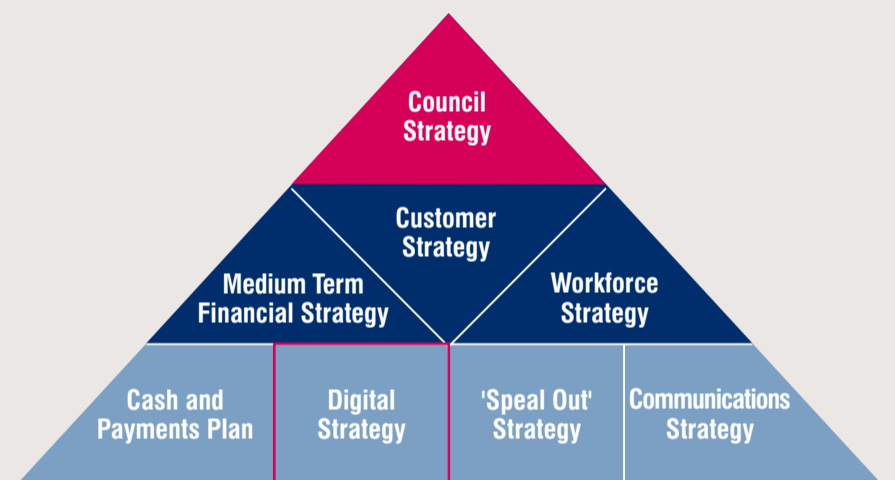 Council
Strategy
Customer
Strategy
Medium Term
Financial Strategy
Workforce
Strategy
Cash and
Payments Plan
Digital
Strategy
'Speal Out'
Strategy
Communications
Strategy